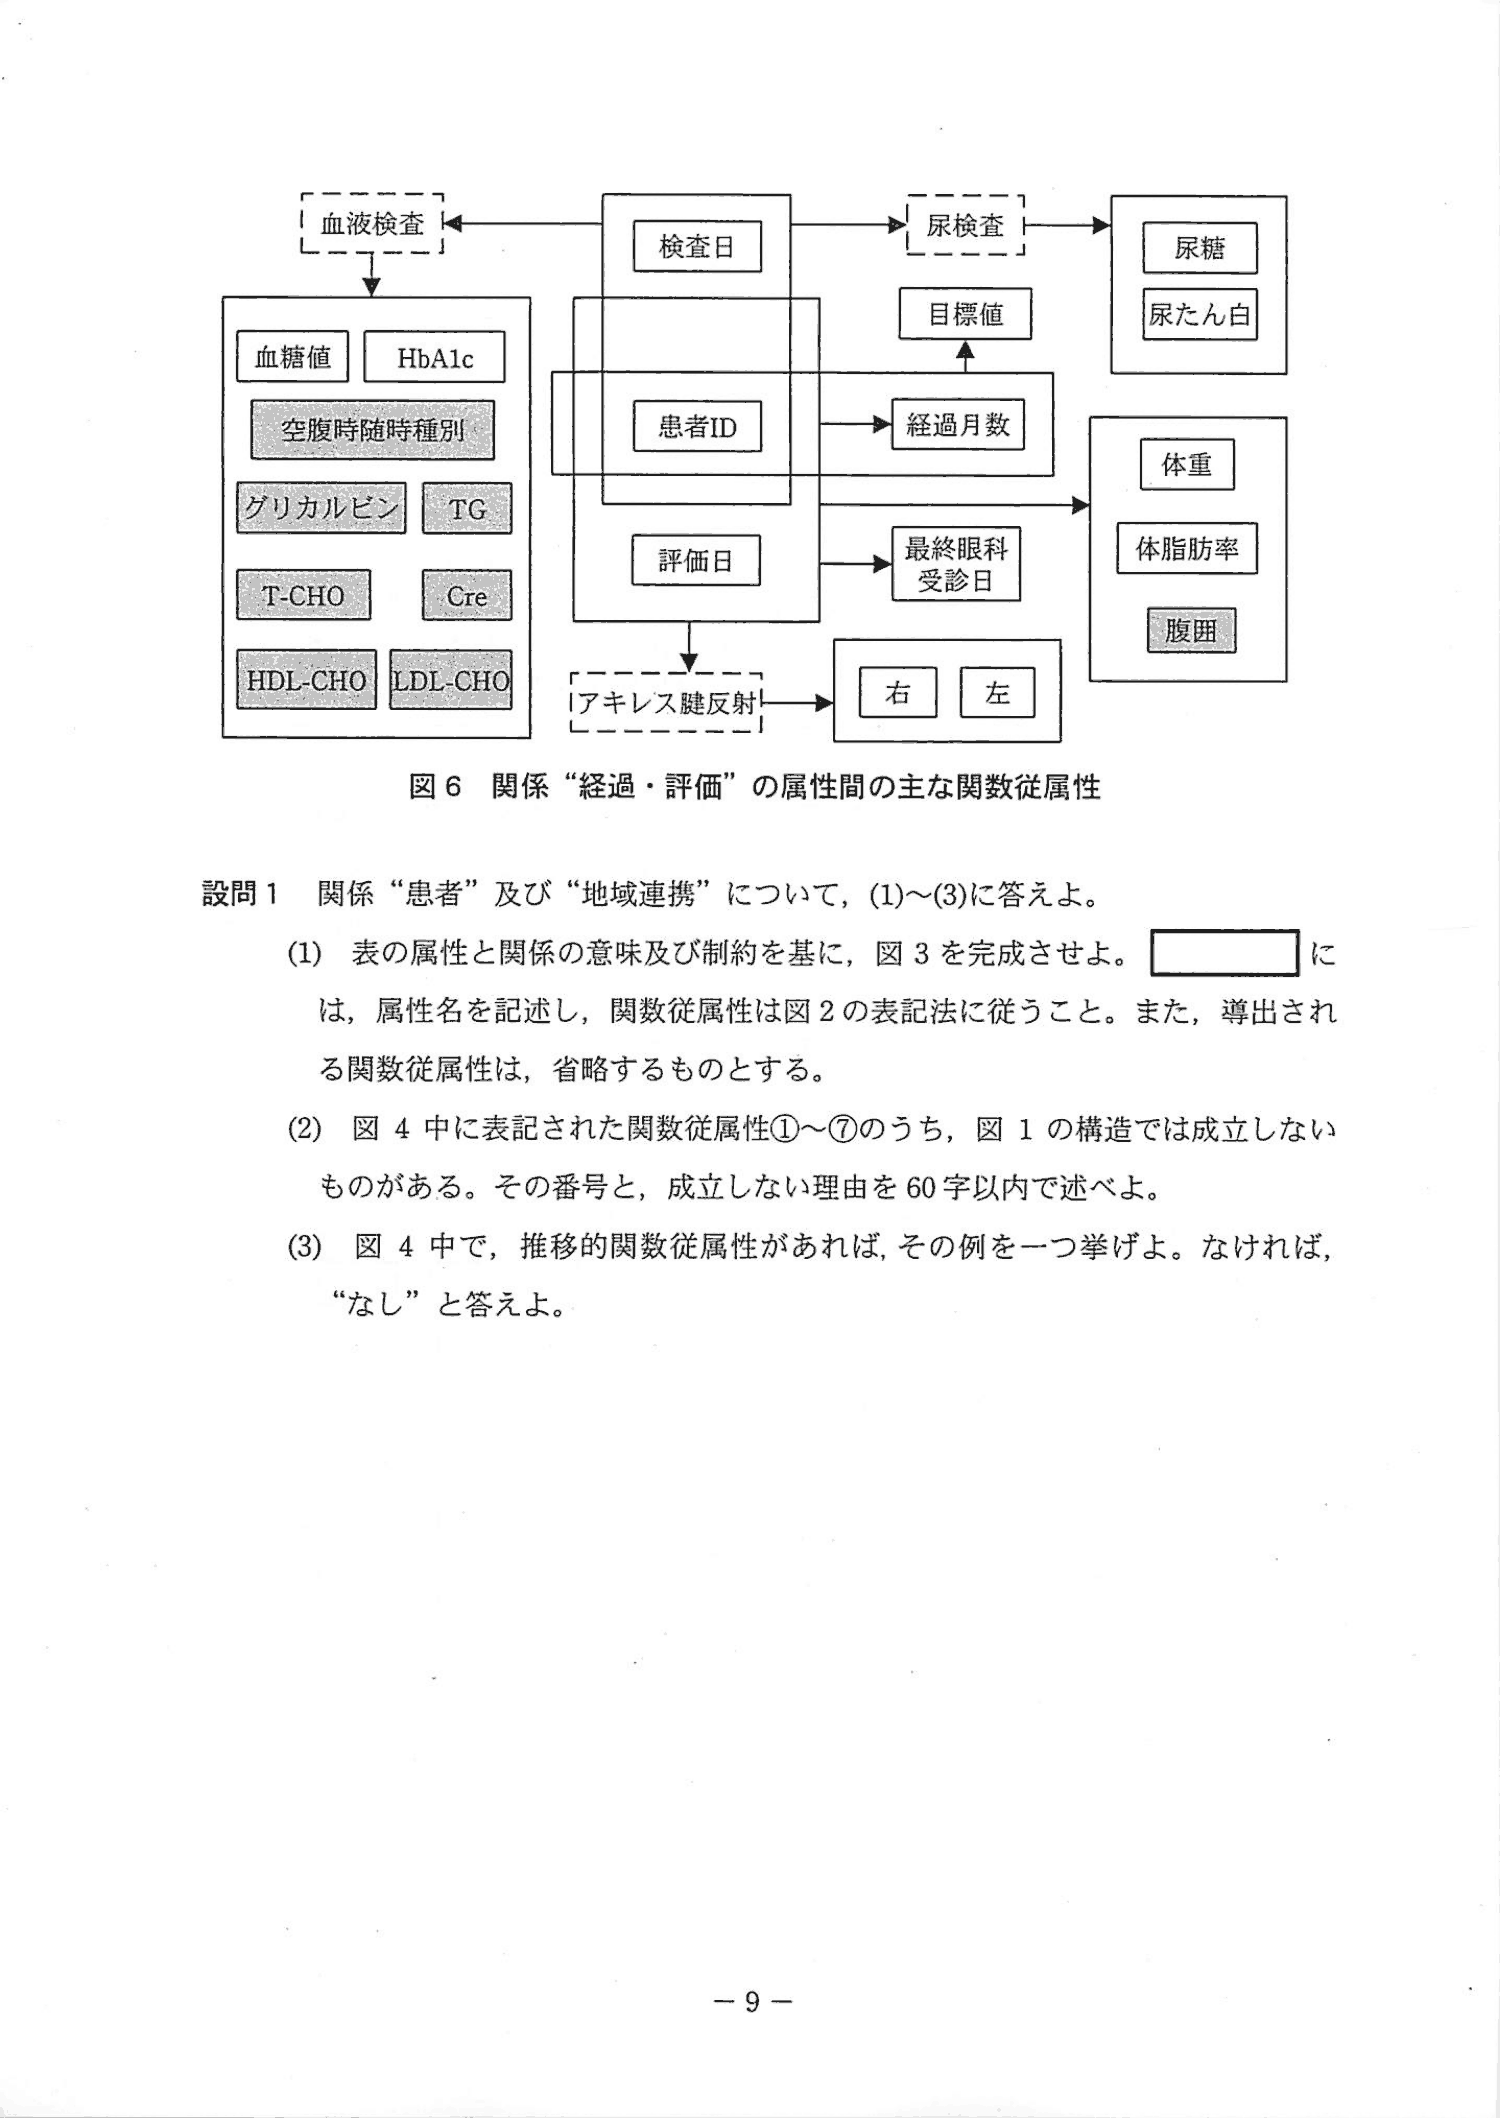 血液検査
検査日
尿検査
尿糖
尿たん白
目標値
血糖値 HbA1c
空腹時随時種別
患者ID
経過月数
体重
グリカルビン TG
体脂肪率
評価日
最終眼科
受診日
T-CHO Cre
腹囲
HDL-CHO LDL-CHO
アキレス腱反射
右 左
図6 関係“経過・評価”の属性間の主な関数従属性
設問1 関係“患者”及び“地域連携”について，(1)～(3)に答えよ。
(1) 表の属性と関係の意味及び制約を基に，図3を完成させよ。 に
は，属性名を記述し，関数従属性は図2の表記法に従うこと。また，導出され
る関数従属性は，省略するものとする。
(2) 図4中に表記された関数従属性①～⑦のうち，図1の構造では成立しない
ものがある。その番号と，成立しない理由を60字以内で述べよ。
(3) 図4中で，推移的関数従属性があれば，その例を一つ挙げよ。なければ，
“なし”と答えよ。
－9－